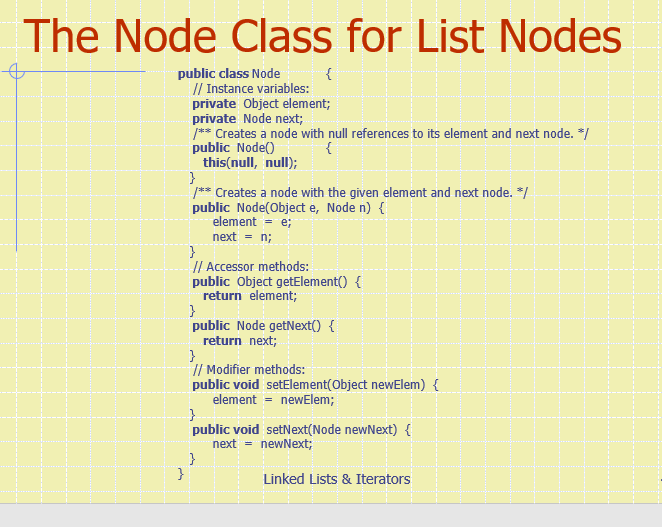 The Node Class for List Nodes
public class Node {
// Instance variables:
private Object element;
private Node next;
/** Creates a node with null references to its element and next node. */
public Node() {
this(null, null);
}
/** Creates a node with the given element and next node. */
public Node(Object e, Node n) {
element = e;
next = n;
}
// Accessor methods:
public Object getElement() {
return element;
}
public Node getNext() {
return next;
}
// Modifier methods:
public void setElement(Object newElem) {
element = newElem;
}
public void setNext(Node newNext) {
next = newNext;
}
}
Linked Lists & Iterators